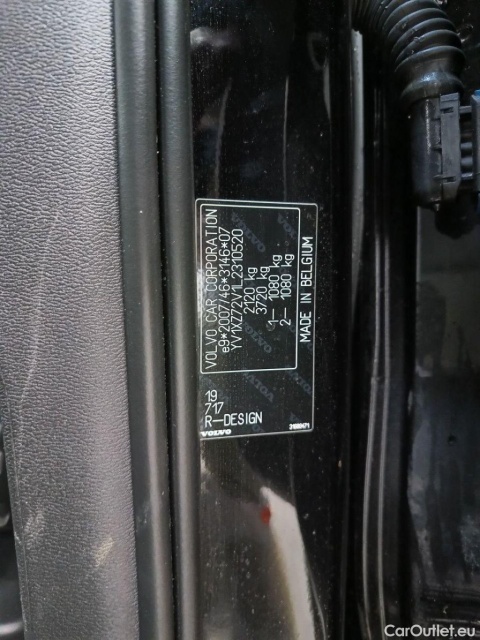 VOLVO CAR CORPORATION
e9*2007/46*3146*07
YV1XZ72V1L2310520
2120 kg
3720 kg
1— 1080 kg
2— 1080 kg
MADE IN BELGIUM
19
717
R—DESIGN
VOLVO
CarOutlet.eu